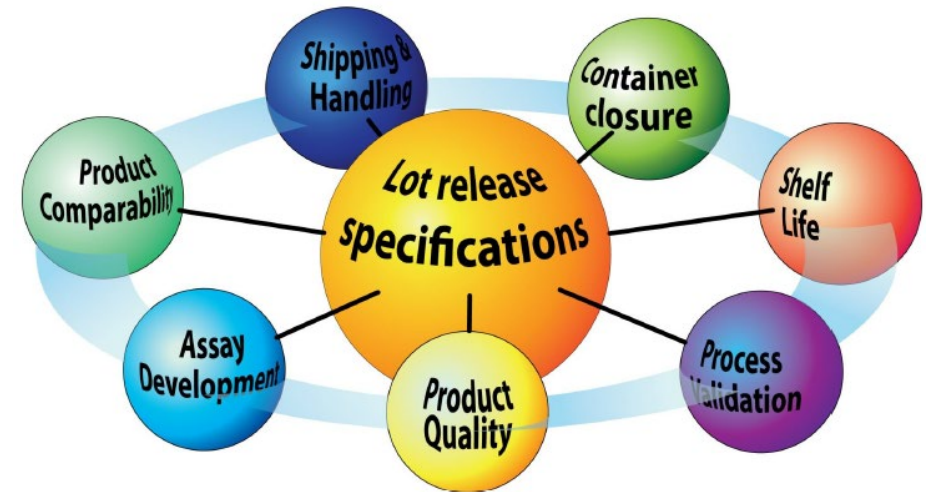 Shipping &
Handling
Container
closure
Product
Comparability
Lot release
specifications
Shelf
Life
Assay
Development
Product
Quality
Process
Validation